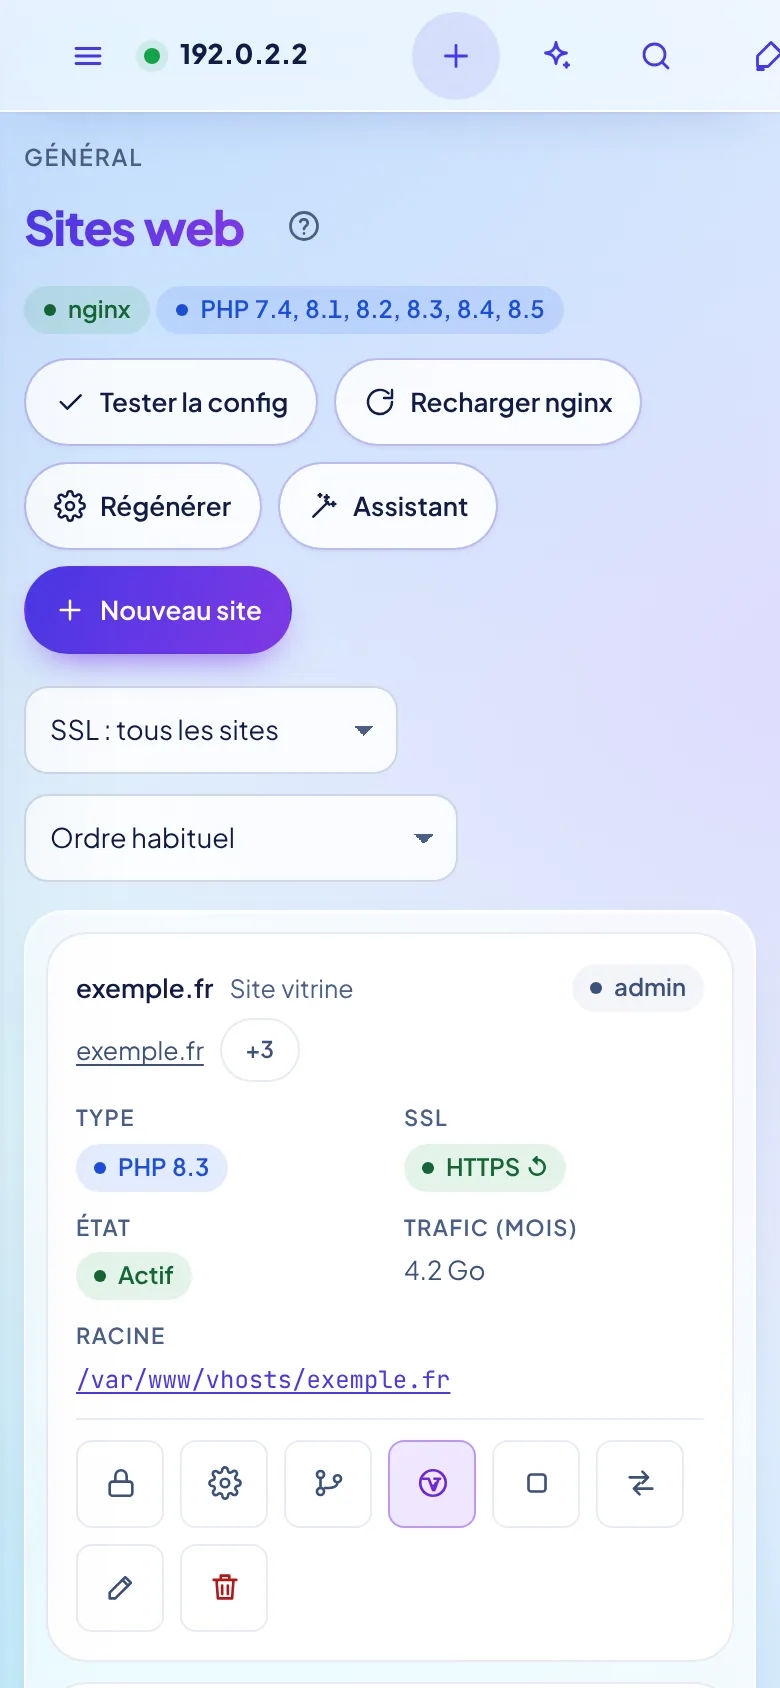 192.0.2.2
GÉNÉRAL
Sites web
nginx PHP 7.4, 8.1, 8.2, 8.3, 8.4, 8.5
Tester la config Recharger nginx
Régénérer Assistant
Nouveau site
SSL : tous les sites
Ordre habituel
exemple.fr Site vitrine admin
exemple.fr +3
TYPE SSL
PHP 8.3 HTTPS
ÉTAT TRAFIC (MOIS)
Actif 4.2 Go
RACINE
/var/www/vhosts/exemple.fr